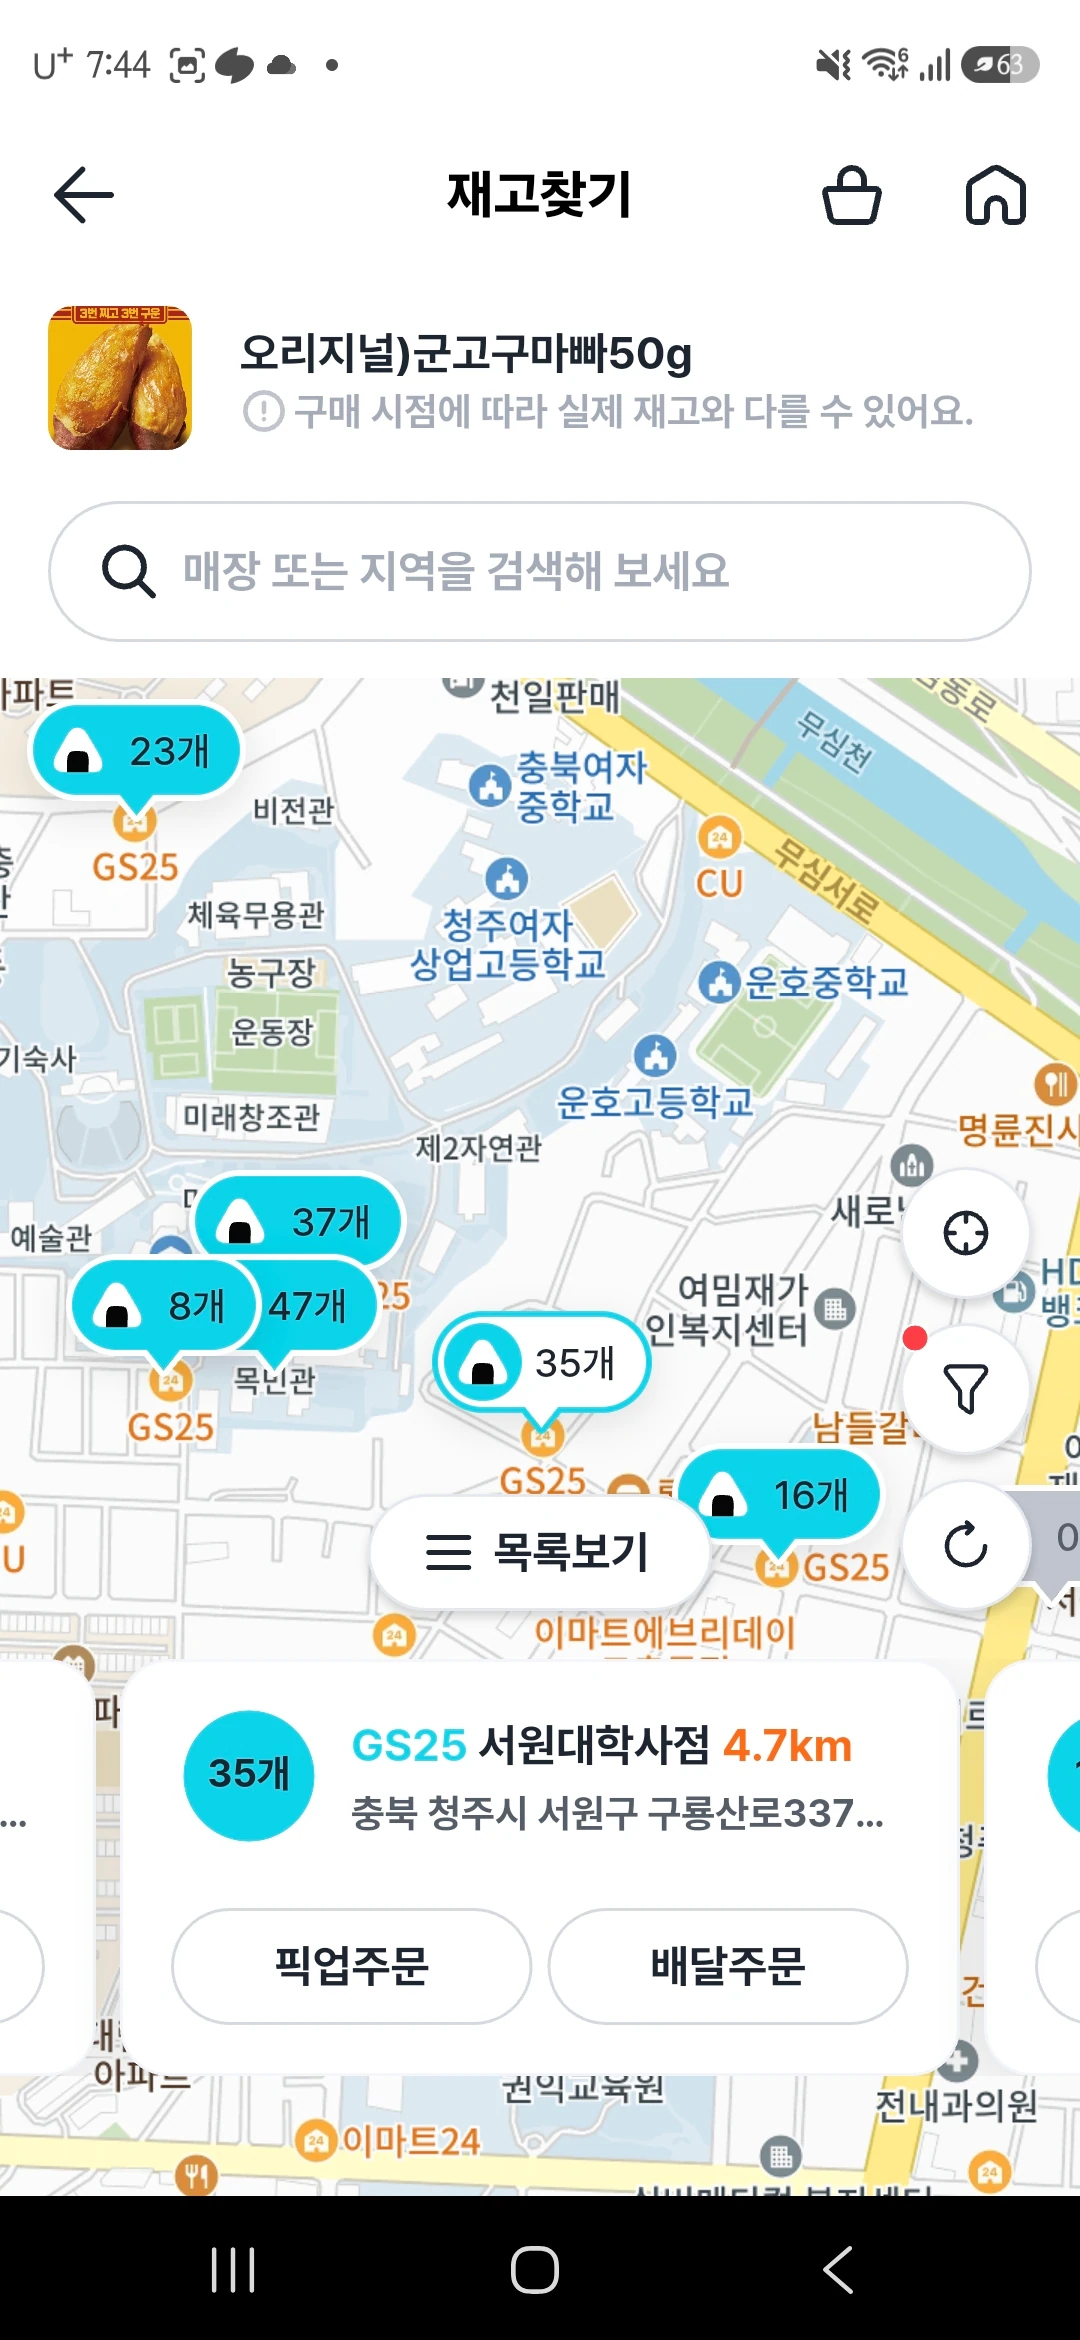 U+ 7:44
6
63
재고찾기
3번 찌고 3번 구운
오리지널)군고구마빠50g
구매 시점에 따라 실제 재고와 다를 수 있어요.
매장 또는 지역을 검색해 보세요
천일판매
23개
비전관
GS25
충북여자
중학교
무심천
CU
무심서로
체육무용관
청주여자
상업고등학교
농구장
운동장
운호중학교
기숙사
운호고등학교
미래창조관
제2자연관
명륜진사
새로
예술관
37개
8개
47개
25
목민관
GS25
여밈재가
인복지센터
35개
GS25
남들갈
16개
GS25
목록보기
U
이마트에브리데이
35개
GS25 서원대학사점 4.7km
충북 청주시 서원구 구룡산로337...
픽업주문
배달주문
아파트
권익교육원
전내과의원
이마트24